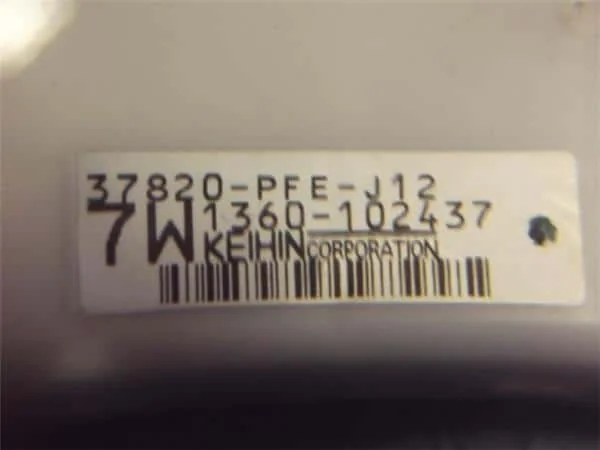 37820-PFE-J12
7W 1360-102437
KEIHIN CORPORATION